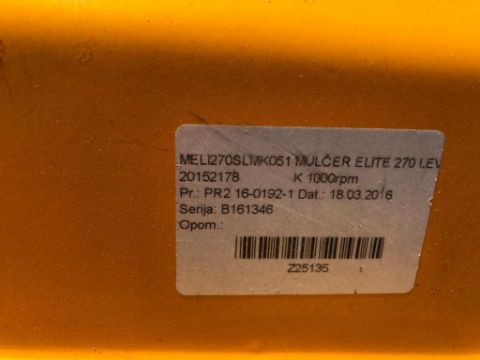 MELI270SLMK051 MULČER ELITE 270 LEV
20152178 K 1000rpm
Pr.: PR2 16-0192-1 Dat.: 18.03.2016
Serija: B161346
Opom.:
Z25135